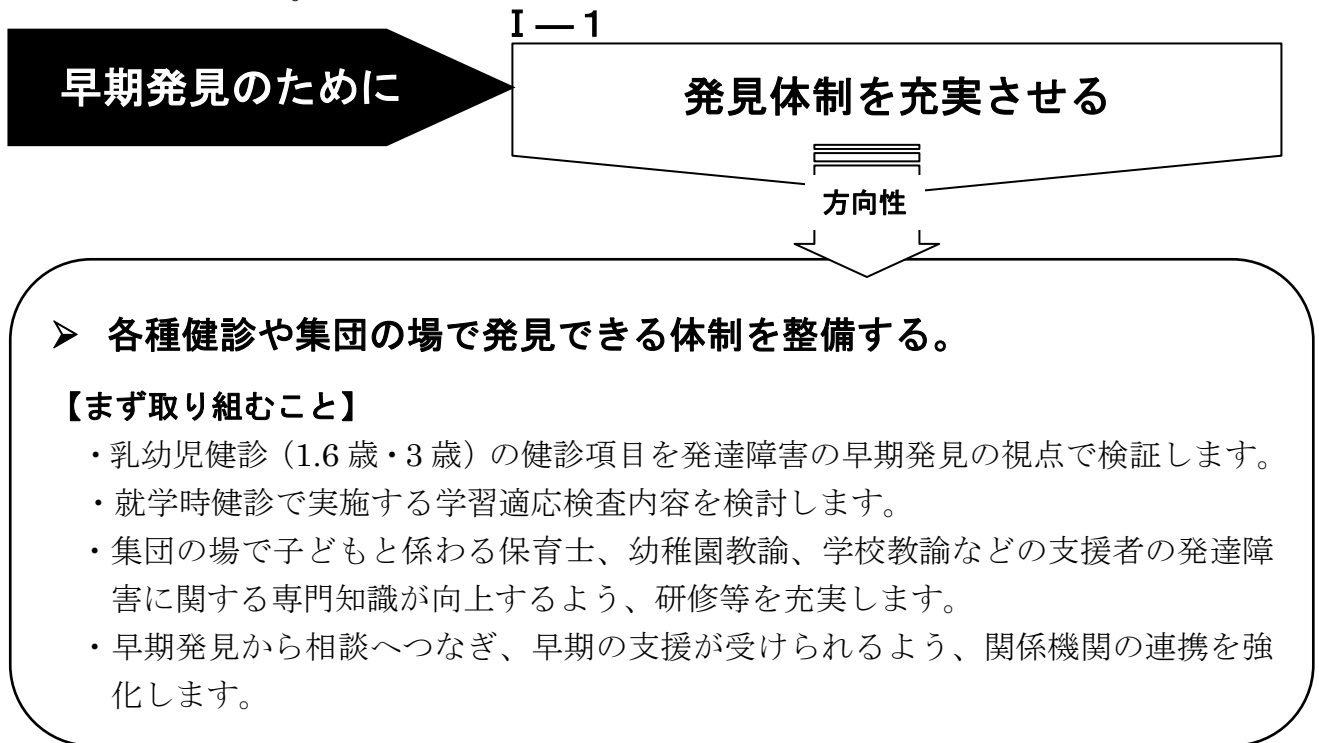 Ⅰ―1
早期発見のために
発見体制を充実させる
方向性
➢ 各種健診や集団の場で発見できる体制を整備する。
【まず取り組むこと】
・乳幼児健診（1.6 歳・3 歳）の健診項目を発達障害の早期発見の視点で検証します。
・就学時健診で実施する学習適応検査内容を検討します。
・集団の場で子どもと係わる保育士、幼稚園教諭、学校教諭などの支援者の発達障
害に関する専門知識が向上するよう、研修等を充実します。
・早期発見から相談へつなぎ、早期の支援が受けられるよう、関係機関の連携を強
化します。